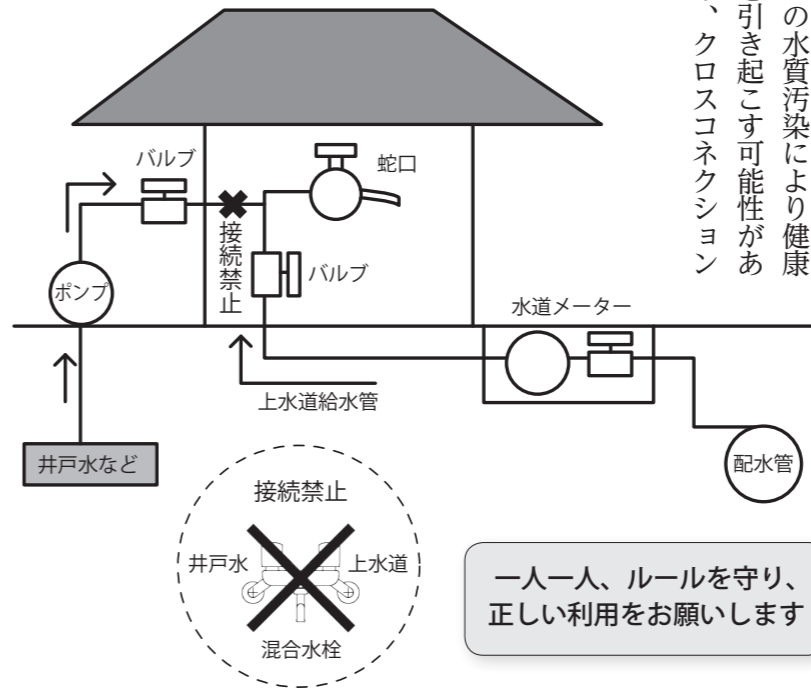 の水質汚染により健康
引き起こす可能性があ
、クロスコネクション
バルブ
蛇口
接続禁止
ポンプ
バルブ
水道メーター
上水道給水管
井戸水など
配水管
接続禁止
井戸水
上水道
混合水栓
一人一人、ルールを守り、
正しい利用をお願いします